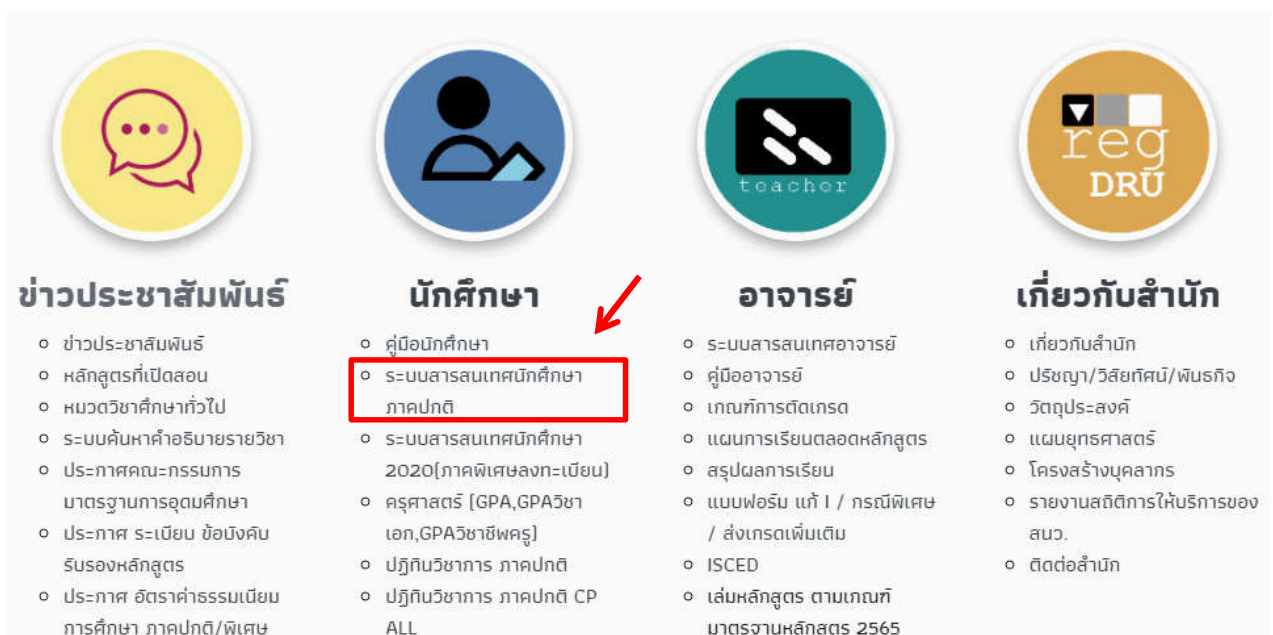 teacher
reg
DRU
ข่าวประชาสัมพันธ์
ข่าวประชาสัมพันธ์
หลักสูตรที่เปิดสอน
หมวดวิชาศึกษาทั่วไป
ระบบค้นหาคำอธิบายรายวิชา
ประกาศคณะกรรมการ
มาตรฐานการอุดมศึกษา
ประกาศ ระเบียบ ข้อบังคับ
รับรองหลักสูตร
ประกาศ อัตราค่าธรรมเนียม
การศึกษา ภาคปกติ/พิเศษ
นักศึกษา
คู่มือนักศึกษา
ระบบสารสนเทศนักศึกษา
ภาคปกติ
ระบบสารสนเทศนักศึกษา
2020(ภาคพิเศษลงทะเบียน)
ครุศาสตร์ (GPA,GPAวิชา
เอก,GPAวิชาชีพครู)
ปฏิทินวิชาการ ภาคปกติ
ปฏิทินวิชาการ ภาคปกติ CP
ALL
อาจารย์
ระบบสารสนเทศอาจารย์
คู่มืออาจารย์
เกณฑ์การตัดเกรด
แผนการเรียนตลอดหลักสูตร
สรุปผลการเรียน
แบบฟอร์ม แก้ I / กรณีพิเศษ
/ ส่งเกรดเพิ่มเติม
ISCED
เล่มหลักสูตร ตามเกณฑ์
มาตรฐานหลักสูตร 2565
เกี่ยวกับสำนัก
เกี่ยวกับสำนัก
ปรัชญา/วิสัยทัศน์/พันธกิจ
วัตถุประสงค์
แผนยุทธศาสตร์
โครงสร้างบุคลากร
รายงานสถิติการให้บริการของ
สนว.
ติดต่อสำนัก